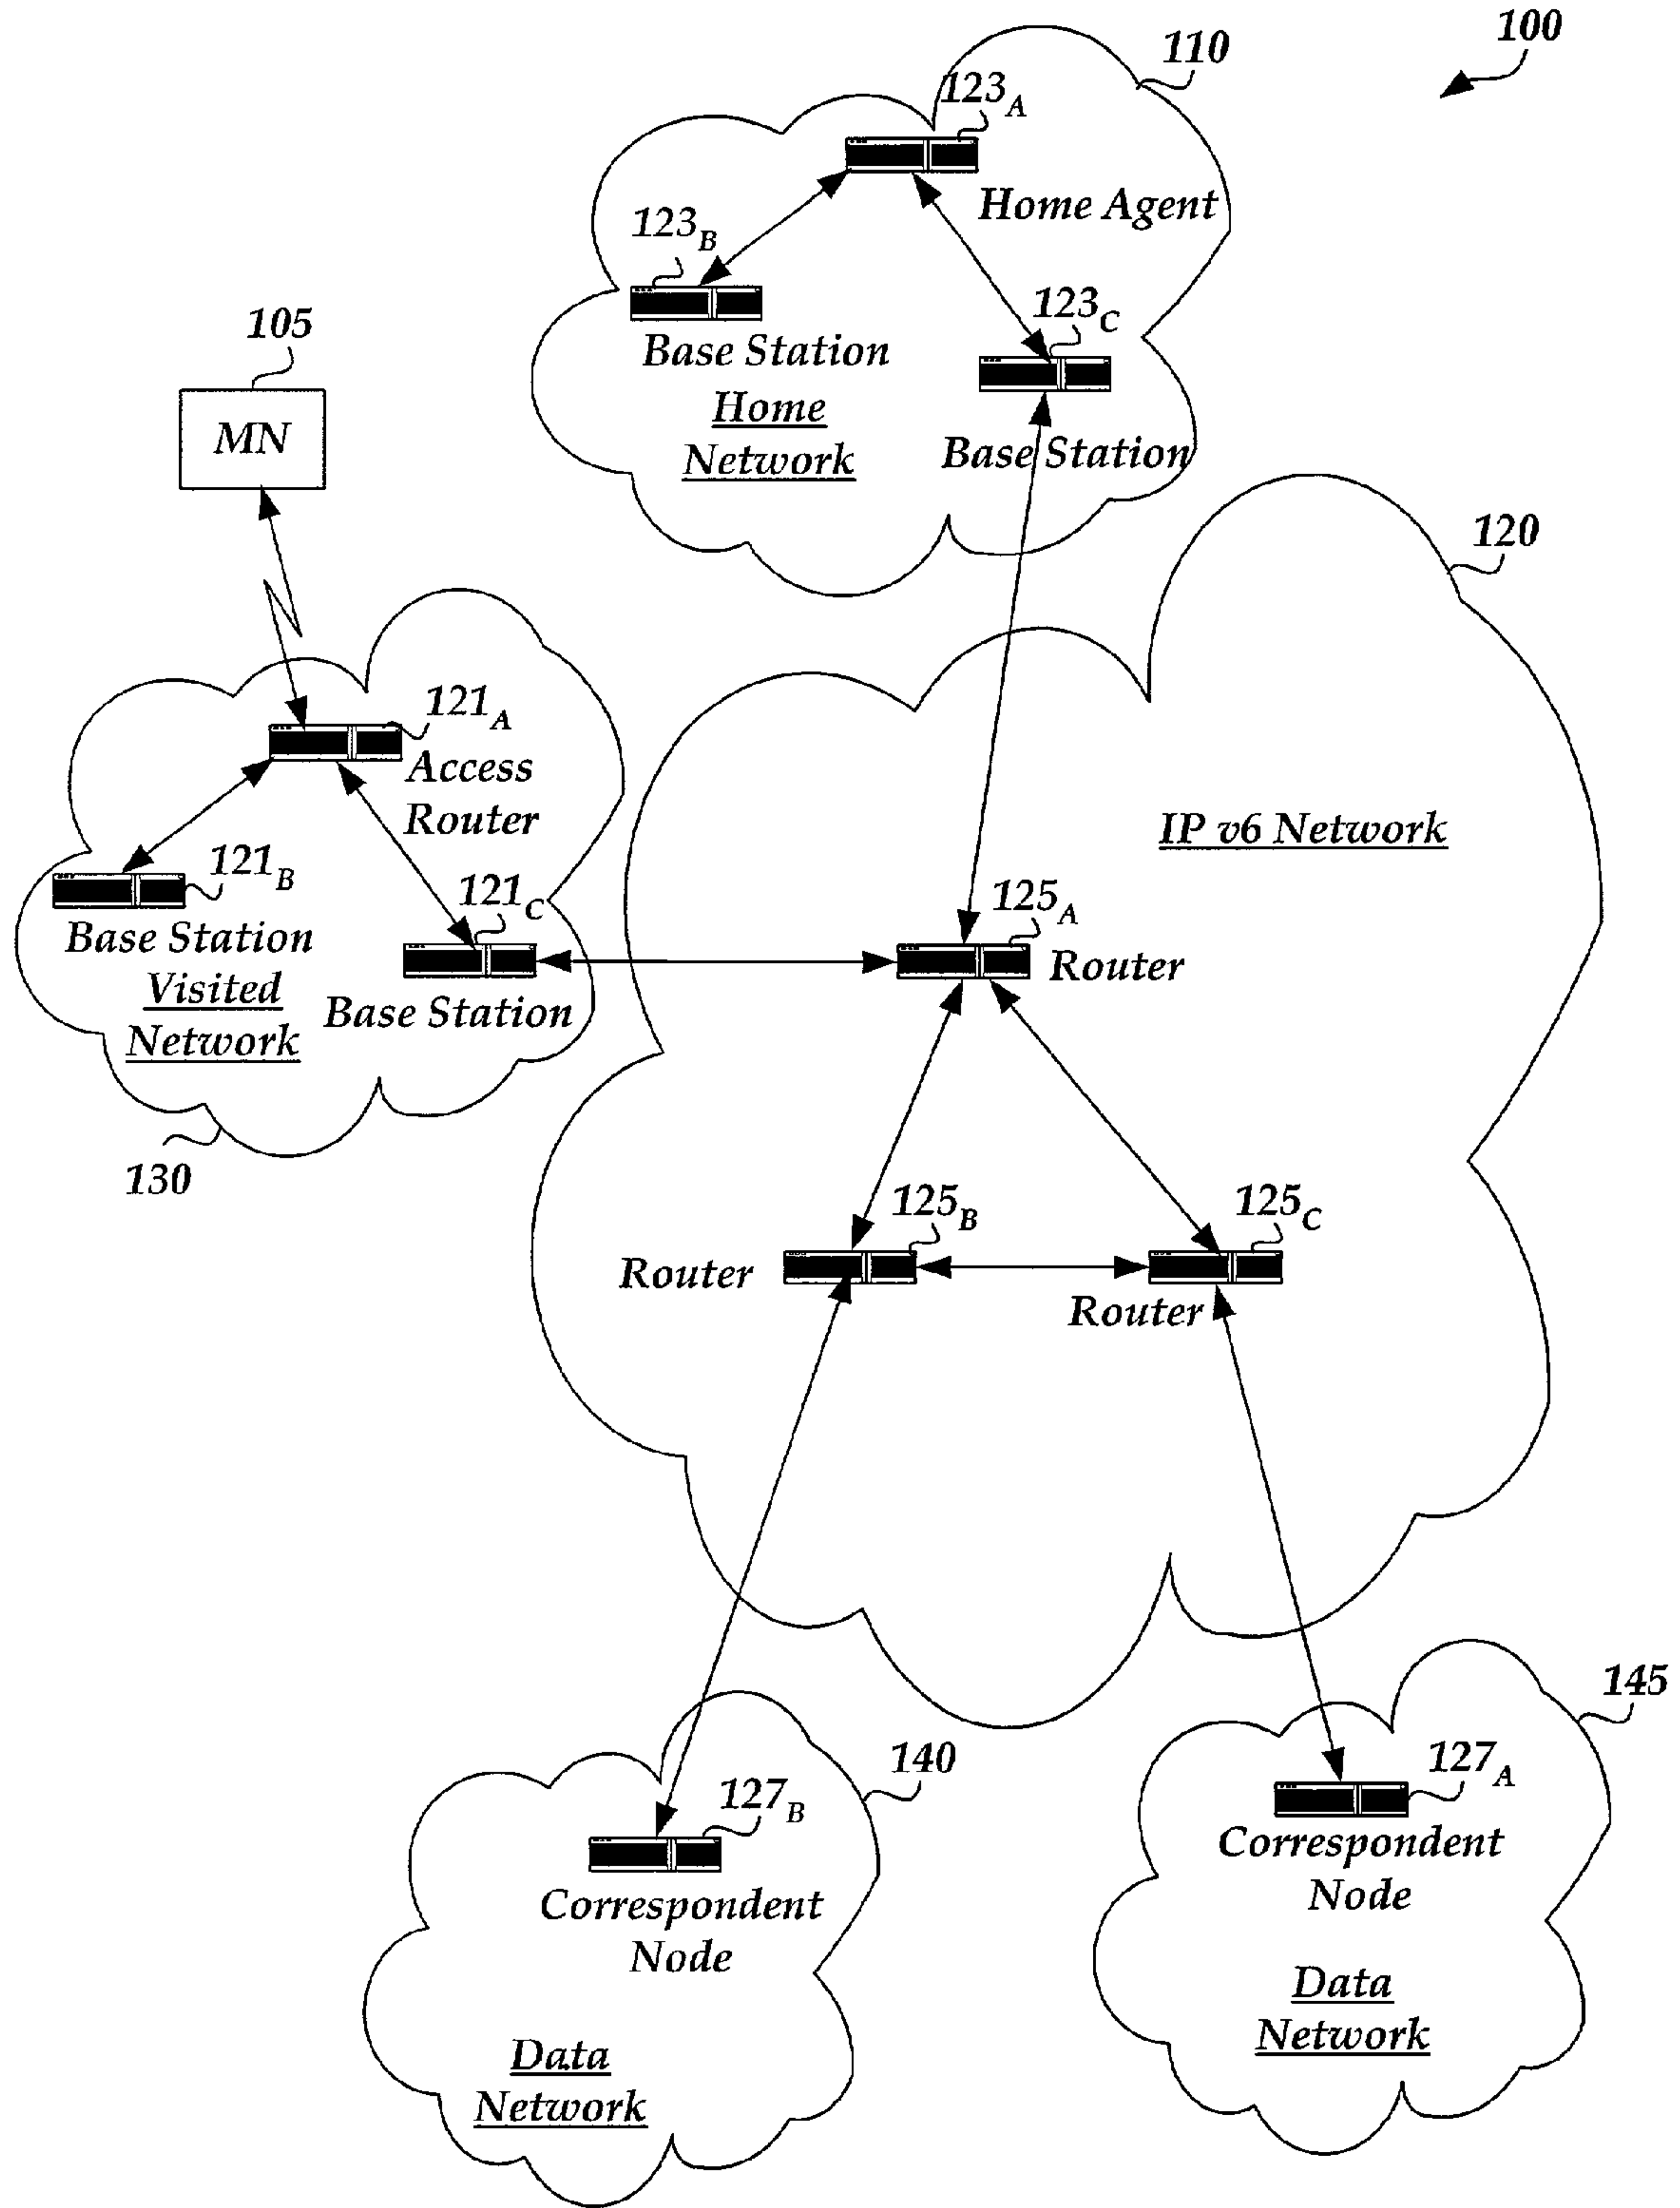 100
110
123A
Home Agent
123B
123C
Base Station
Home
Network
Base Station
105
MN
120
121A
Access
Router
IP v6 Network
121B
121C
Base Station
Visited
Network
Base Station
125A
Router
130
125B
125C
Router
Router
145
140
127A
127B
Correspondent
Node
Correspondent
Node
Data
Network
Data
Network